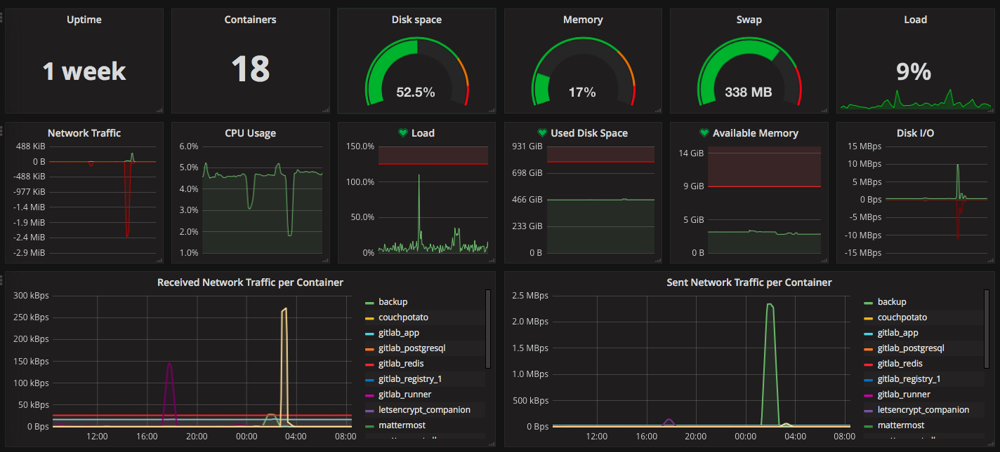 Uptime
1 week
Containers
18
Disk space
52.5%
Memory
17%
Swap
338 MB
Load
9%
Network Traffic
488 KiB
0 B
-488 KiB
-977 KiB
-1.4 MiB
-1.9 MiB
-2.4 MiB
-2.9 MiB
CPU Usage
6.0%
5.0%
4.0%
3.0%
2.0%
1.0%
Load
150.0%
100.0%
50.0%
0%
Used Disk Space
931 GiB
698 GiB
466 GiB
233 GiB
0 B
Available Memory
14 GiB
9 GiB
5 GiB
0 B
Disk I/O
15 MBps
10 MBps
5 MBps
0 Bps
-5 MBps
-10 MBps
-15 MBps
Received Network Traffic per Container
300 kBps
250 kBps
200 kBps
150 kBps
100 kBps
50 kBps
0 Bps
12:00 16:00 20:00 00:00 04:00 08:00
backup
couchpotato
gitlab_app
gitlab_postgresql
gitlab_redis
gitlab_registry_1
gitlab_runner
letsencrypt_companion
mattermost
Sent Network Traffic per Container
2.5 MBps
2.0 MBps
1.5 MBps
1.0 MBps
500 kBps
0 Bps
12:00 16:00 20:00 00:00 04:00 08:00
backup
couchpotato
gitlab_app
gitlab_postgresql
gitlab_redis
gitlab_registry_1
gitlab_runner
letsencrypt_companion
mattermost